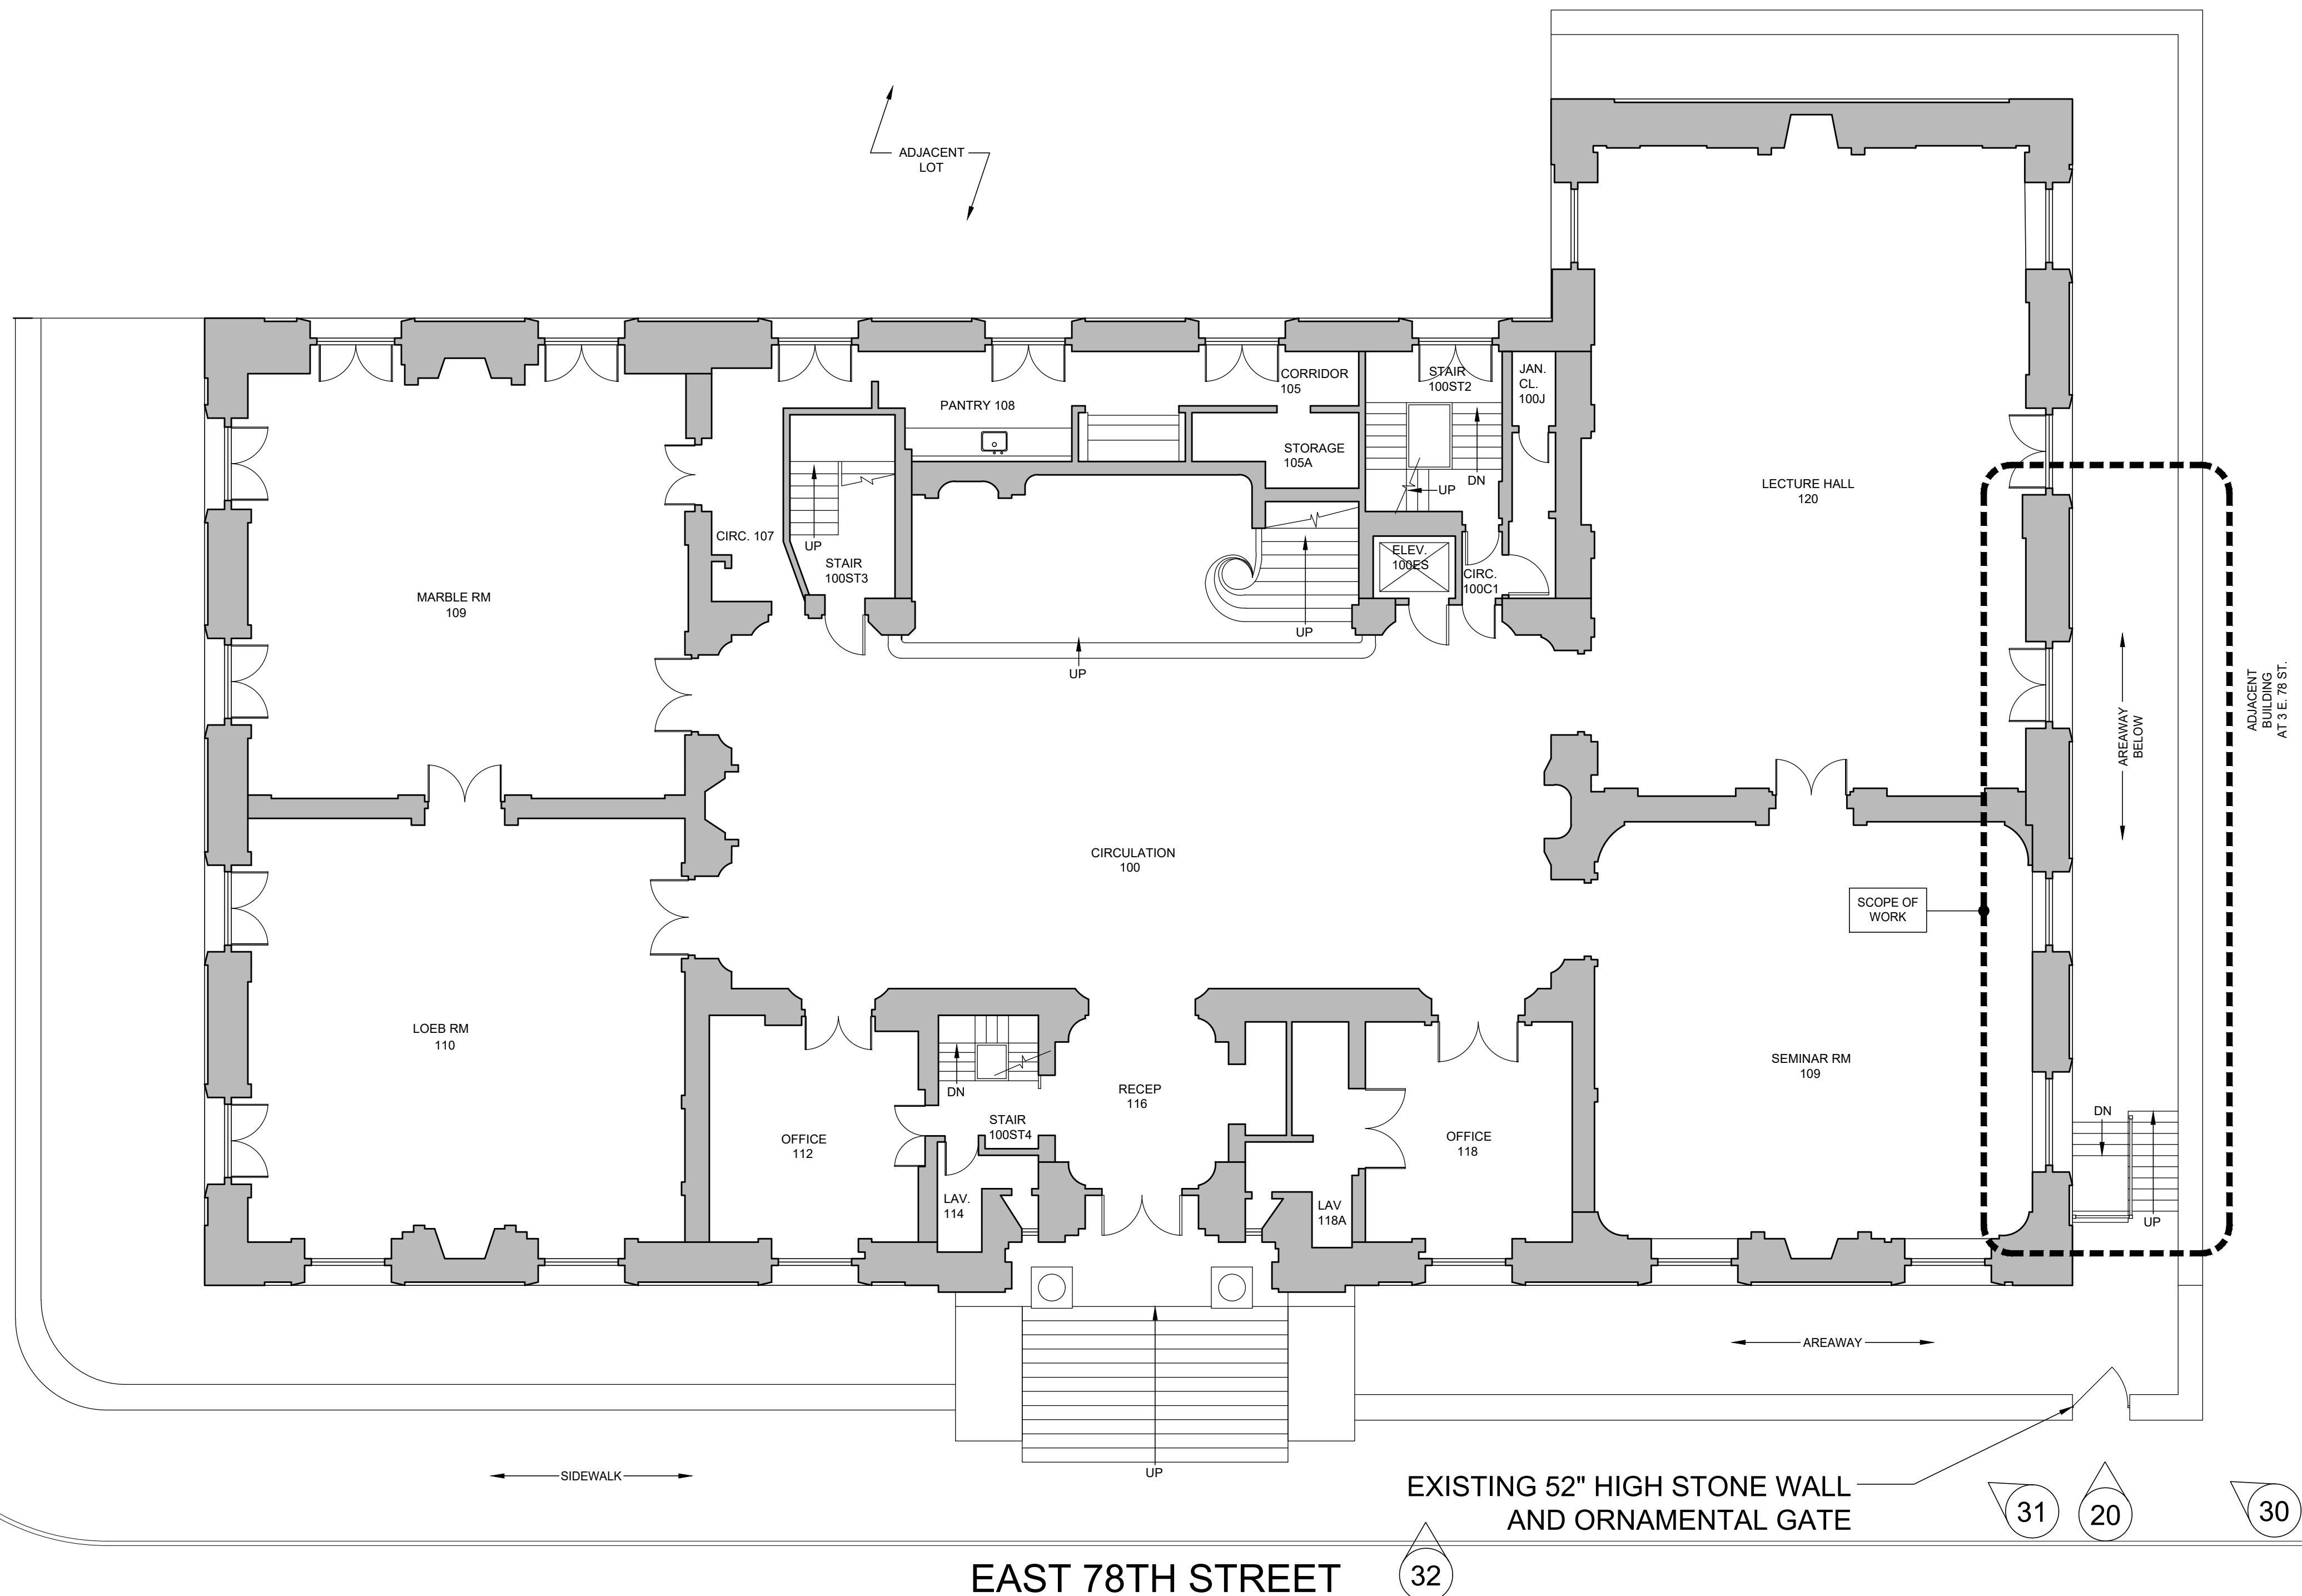 ADJACENT
LOT
CORRIDOR
105
STAIR
100ST2
JAN.
CL.
100J
PANTRY 108
STORAGE
105A
DN
UP
LECTURE HALL
120
CIRC. 107
UP
STAIR
100ST3
ELEV.
100ES
CIRC.
100C1
MARBLE RM
109
UP
UP
ADJACENT
BUILDING
AT 3 E. 78 ST.
AREAWAY
BELOW
CIRCULATION
100
SCOPE OF
WORK
LOEB RM
110
SEMINAR RM
109
DN
RECEP
116
STAIR
100ST4
OFFICE
112
OFFICE
118
DN
UP
LAV.
114
LAV
118A
AREAWAY
SIDEWALK
UP
EXISTING 52" HIGH STONE WALL
AND ORNAMENTAL GATE
31
20
30
32
EAST 78TH STREET